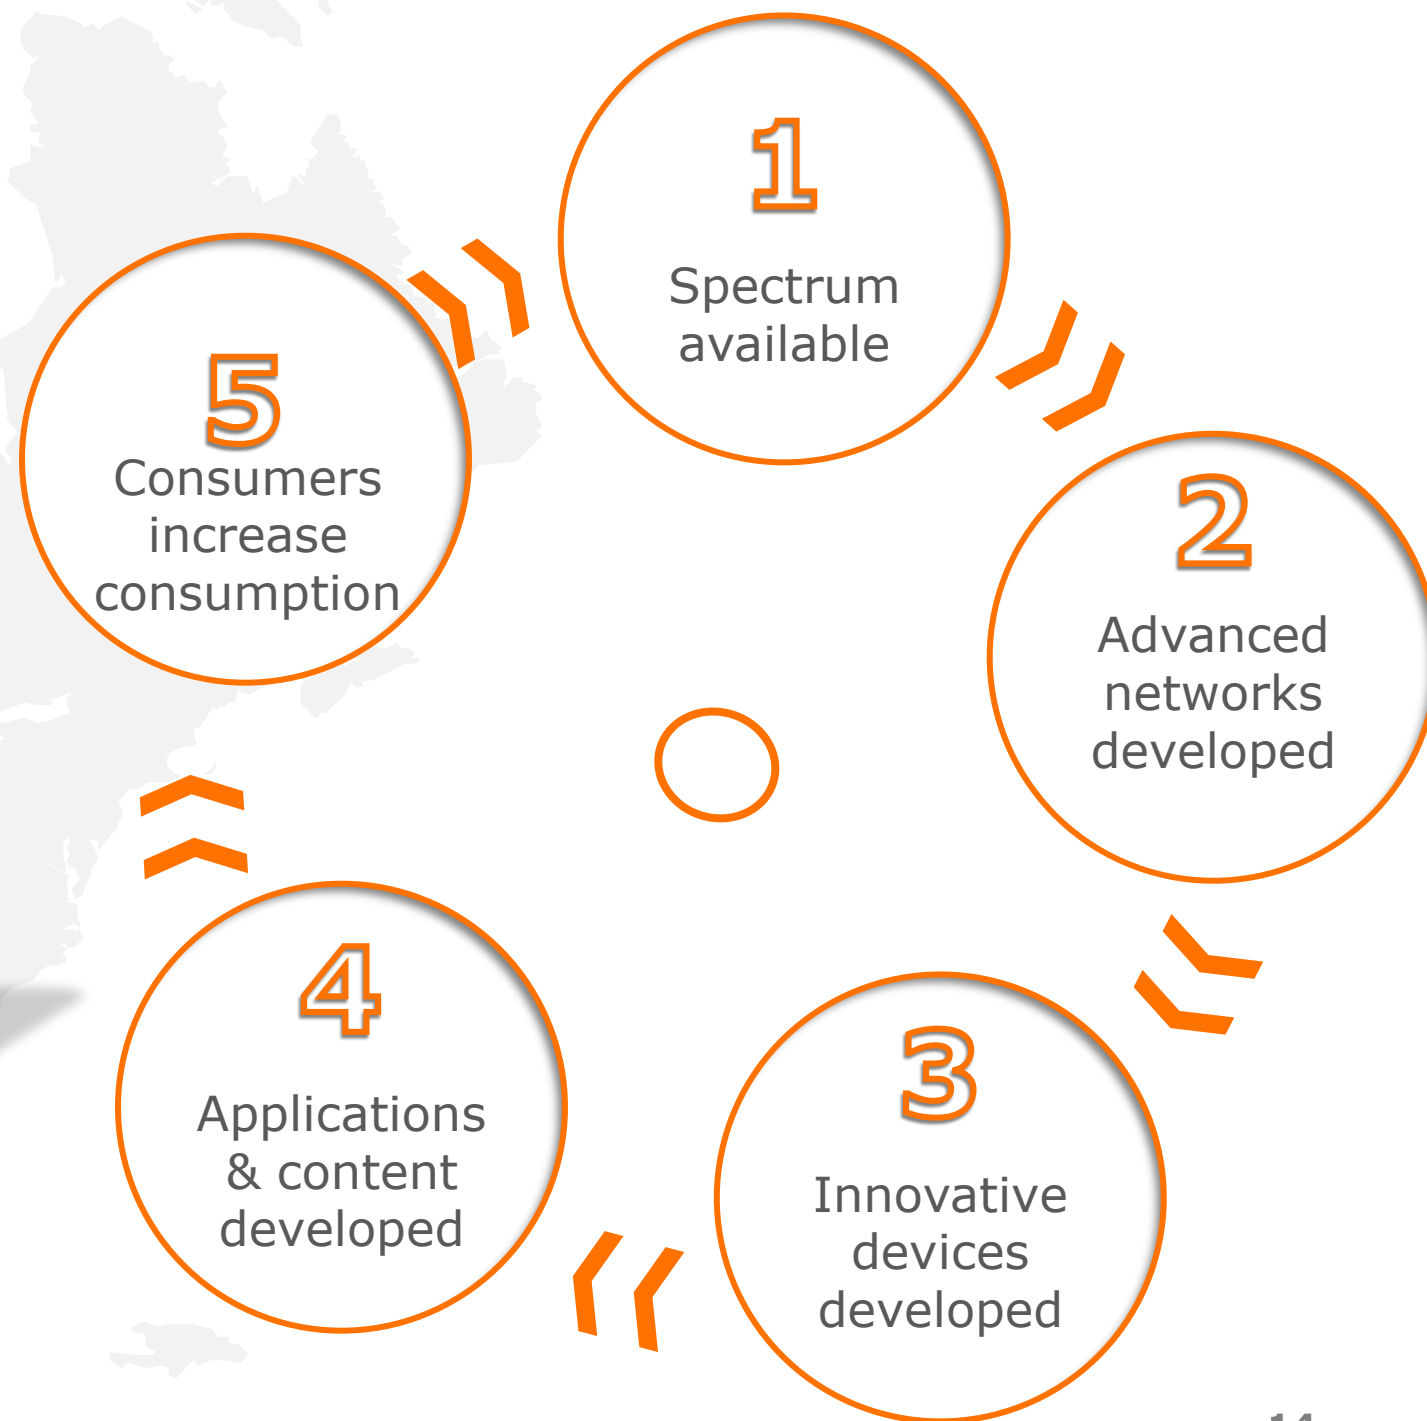 1
Spectrum
available
2
Advanced
networks
developed
3
Innovative
devices
developed
4
Applications
& content
developed
5
Consumers
increase
consumption